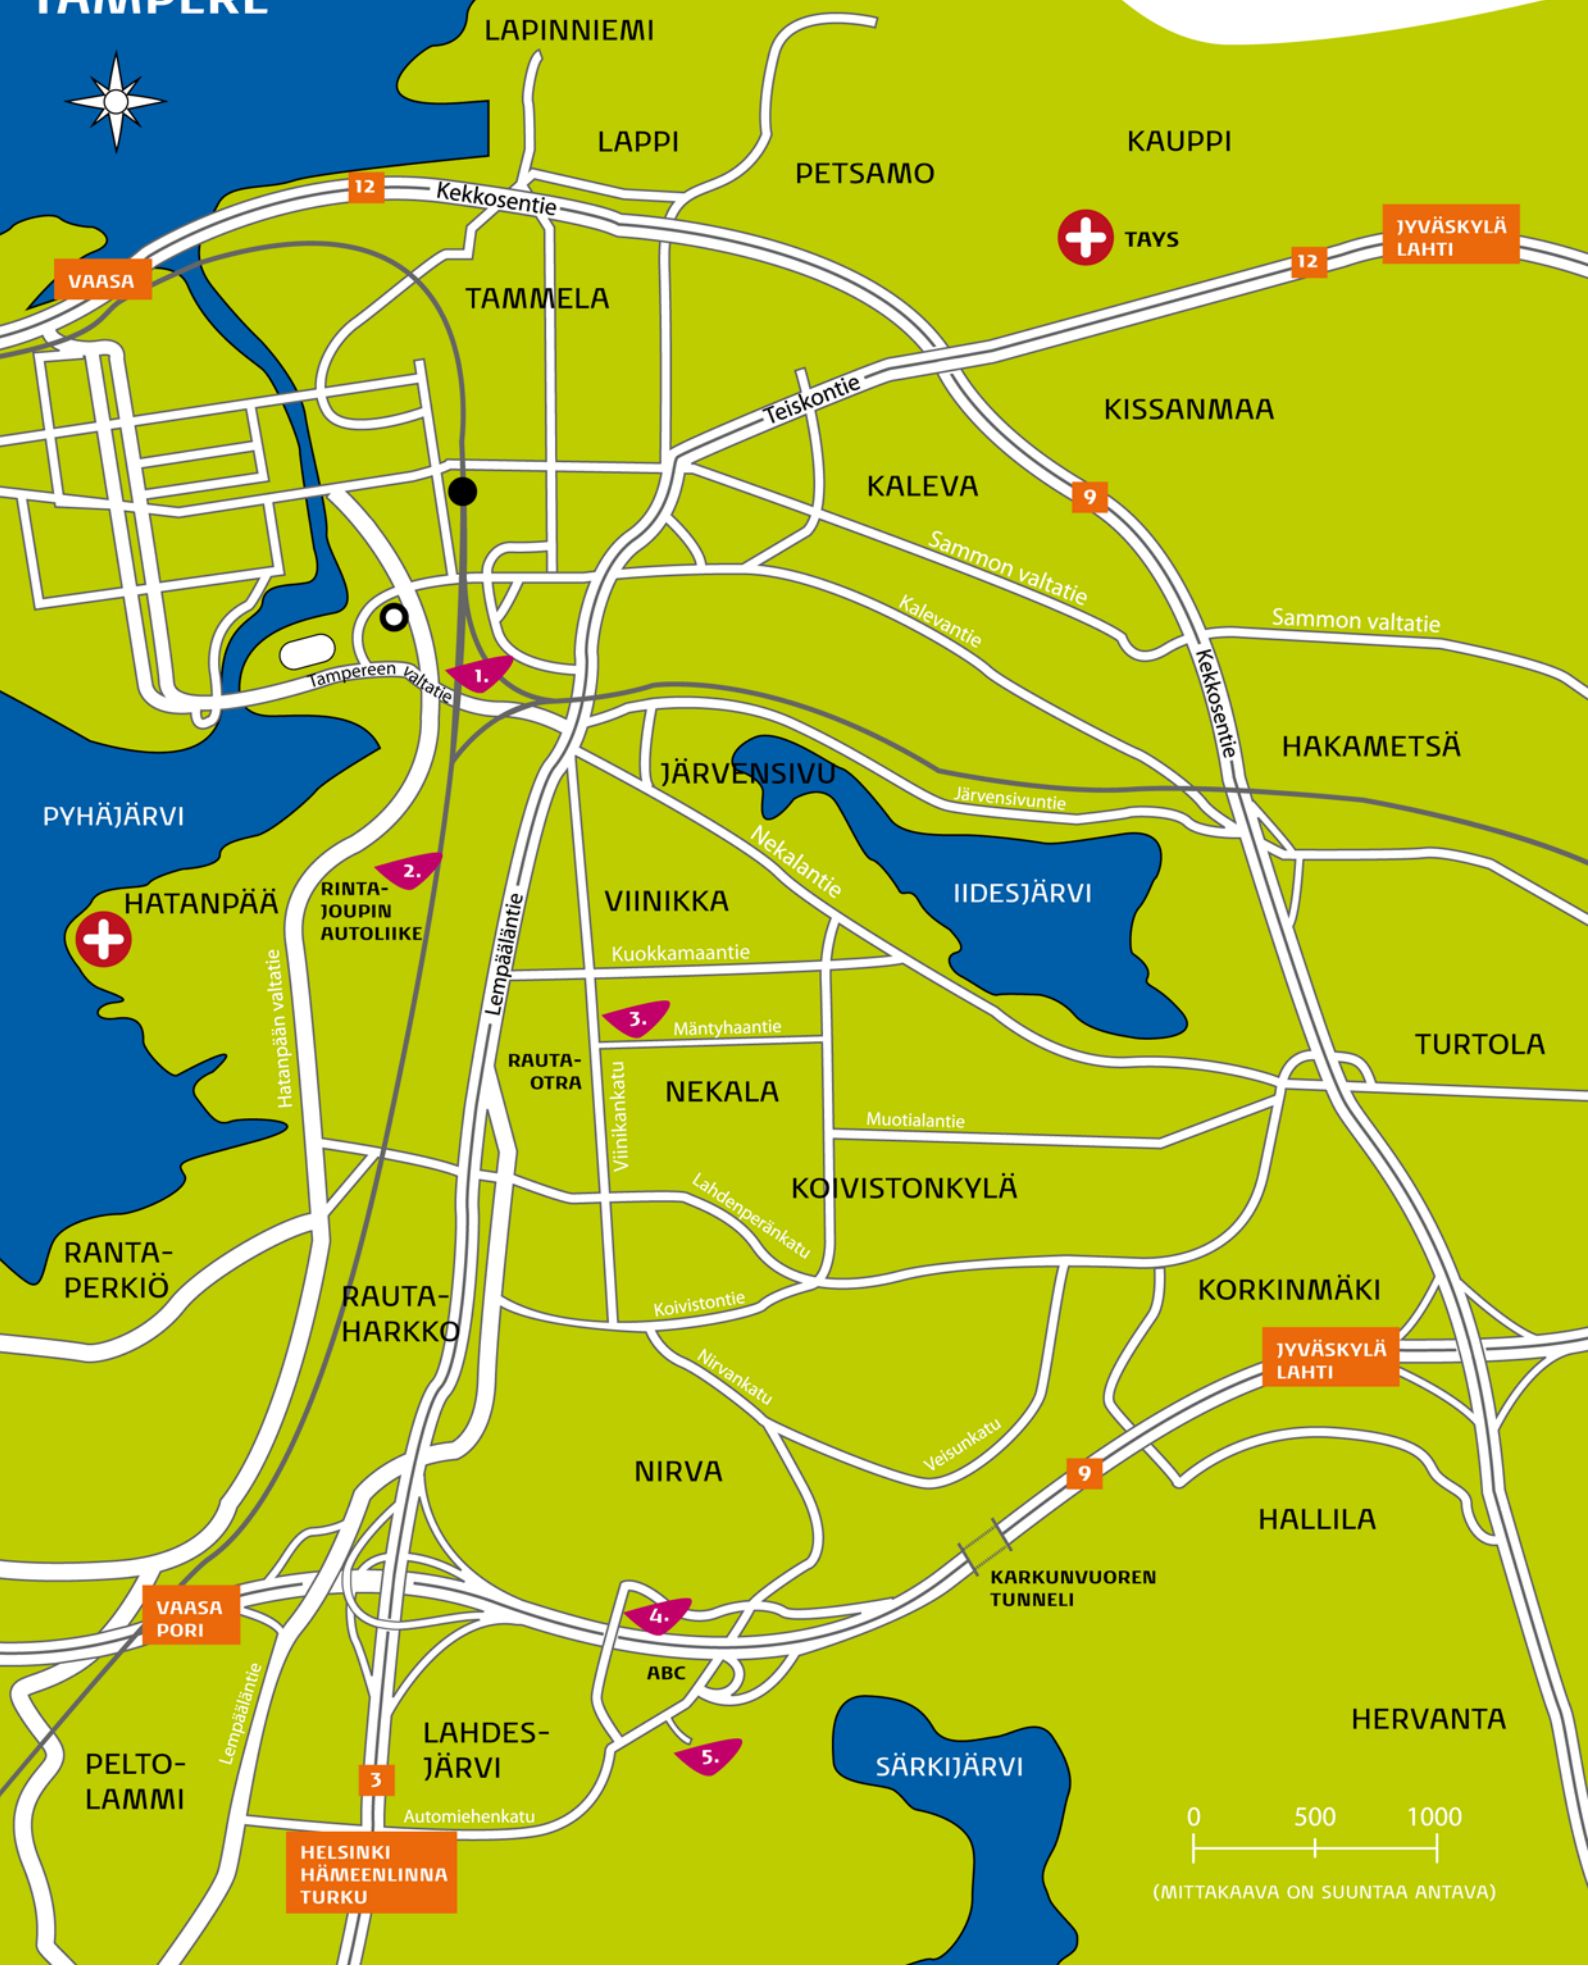 TAMPERE
LAPINNIEMI
LAPPI
KAUPPI
PETSAMO
12
Kekkosentie
TAYS
JYVÄSKYLÄ
LAHTI
12
VAASA
TAMMELA
Teiskontie
KISSANMAA
KALEVA
9
Sammon valtatie
Kalevantie
Sammon valtatie
Kekkosentie
Tampereen valtatie
1.
HAKAMETSÄ
JÄRVENSIVU
Järvensivuntie
PYHÄJÄRVI
Nekalantie
2.
RINTA-
JOUPIN
AUTOLIIKE
HATANPÄÄ
VIINIKKA
IIDESJÄRVI
Lempääläntie
Kuokkamaantie
Hatanpään valtatie
3.
Mäntyhaantie
TURTOLA
RAUTA-
OTRA
Viinikankatu
NEKALA
Muotialantie
KOIVISTONKYLÄ
Lahdenperänkatu
RANTA-
PERKIÖ
RAUTA-
HARKKO
Koivistontie
KORKINMÄKI
JYVÄSKYLÄ
LAHTI
Nirvankatu
Veisunkatu
NIRVA
9
HALLILA
KARKUNVUOREN
TUNNELI
VAASA
PORI
4.
ABC
Lempääläntie
HERVANTA
LAHDES-
JÄRVI
5.
SÄRKIJÄRVI
PELTO-
LAMMI
3
Automiehenkatu
0 500 1000
HELSINKI
HÄMEENLINNA
TURKU
(MITTAKAAVA ON SUUNTAA ANTAVA)